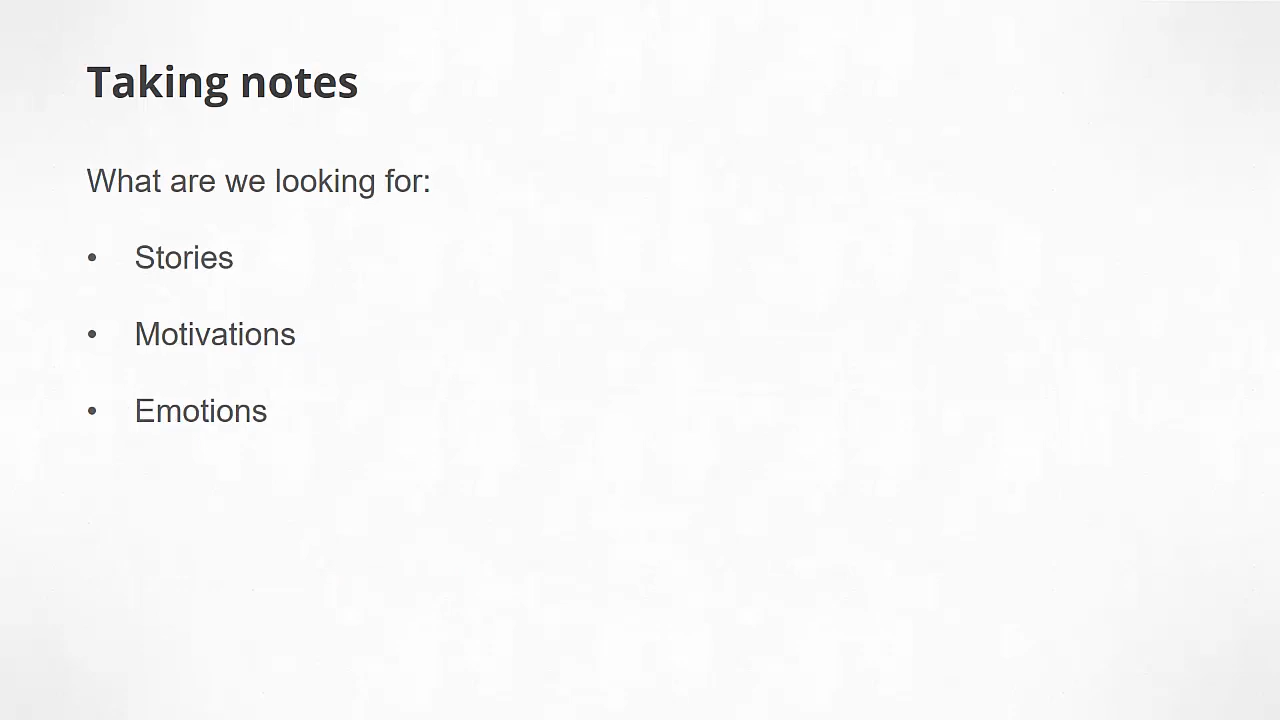 Taking notes
What are we looking for:
• Stories
• Motivations
• Emotions